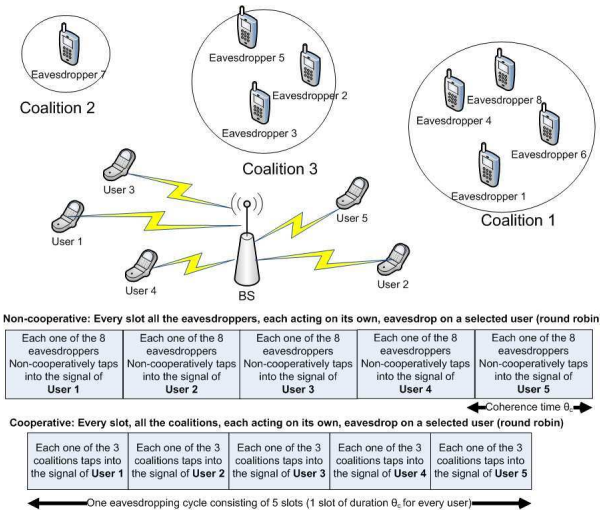 Eavesdropper 7
Coalition 2
Eavesdropper 5
Eavesdropper 2
Eavesdropper 3
Coalition 3
Eavesdropper 8
Eavesdropper 4
Eavesdropper 6
Eavesdropper 1
Coalition 1
User 3
User 1
User 5
User 4
User 2
BS
Non-cooperative: Every slot all the eavesdroppers, each acting on its own, eavesdrop on a selected user (round robin
Each one of the 8
eavesdroppers
Non-cooperatively taps
into the signal of
User 1
Each one of the 8
eavesdroppers
Non-cooperatively taps
into the signal of
User 2
Each one of the 8
eavesdroppers
Non-cooperatively taps
into the signal of
User 3
Each one of the 8
eavesdroppers
Non-cooperatively taps
into the signal of
User 4
Each one of the 8
eavesdroppers
Non-cooperatively taps
into the signal of
User 5
Coherence time θc
Cooperative: Every slot, all the coalitions, each acting on its own, eavesdrop on a selected user (round robin)
Each one of the 3
coalitions taps into
the signal of User 1
Each one of the 3
coalitions taps into
the signal of User 2
Each one of the 3
coalitions taps into
the signal of User 3
Each one of the 3
coalitions taps into
the signal of User 4
Each one of the 3
coalitions taps into
the signal of User 5
One eavesdropping cycle consisting of 5 slots (1 slot of duration θc for every user)